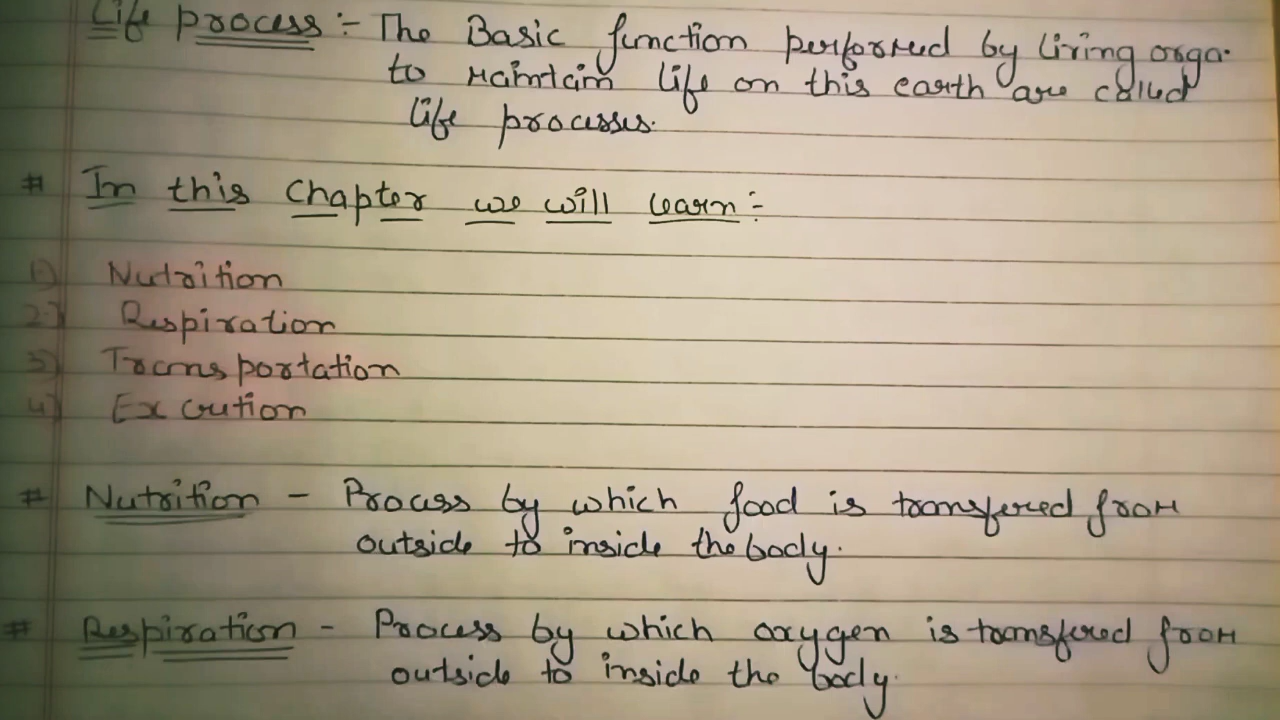 Life process :- The Basic function performed by living orga.
to maintain life on this earth are called
life processes.
# In this chapter we will learn :-
1) Nutrition
2) Respiration
3) Transportation
4) Excretion
# Nutrition - Process by which food is transfered from
outside to inside the body.
# Respiration - Process by which oxygen is transfered from
outside to inside the body.